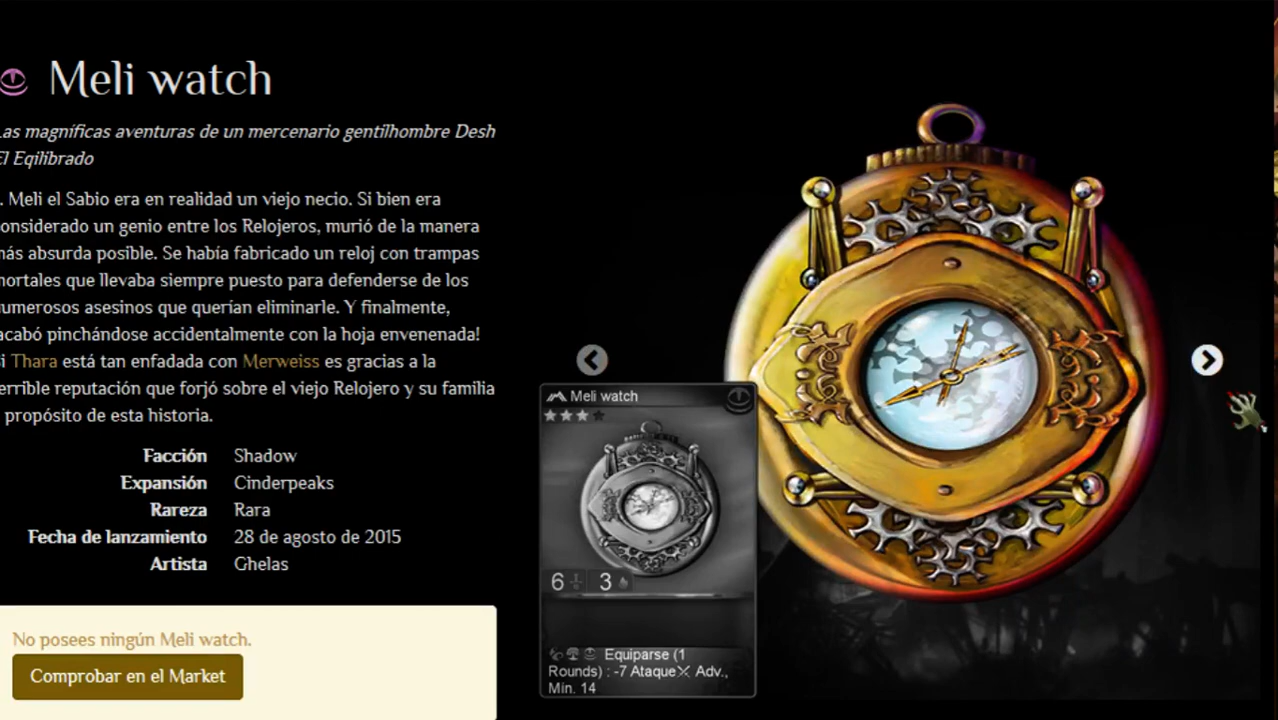 Meli watch
Las magníficas aventuras de un mercenario gentilhombre Desh
El Eqilibrado
. Meli el Sabio era en realidad un viejo necio. Si bien era
onsiderado un genio entre los Relojeros, murió de la manera
nás absurda posible. Se había fabricado un reloj con trampas
nortales que llevaba siempre puesto para defenderse de los
numerosos asesinos que querían eliminarle. Y finalmente,
acabó pinchándose accidentalmente con la hoja envenenada!
i Thara está tan enfadada con Merweiss es gracias a la
errible reputación que forjó sobre el viejo Relojero y su familia
propósito de esta historia.
Facción Shadow
Expansión Cinderpeaks
Rareza Rara
Fecha de lanzamiento 28 de agosto de 2015
Artista Ghelas
No posees ningún Meli watch.
Comprobar en el Market
Meli watch
6 3
Equiparse (1
Rounds) : -7 Ataque Adv.,
Min. 14